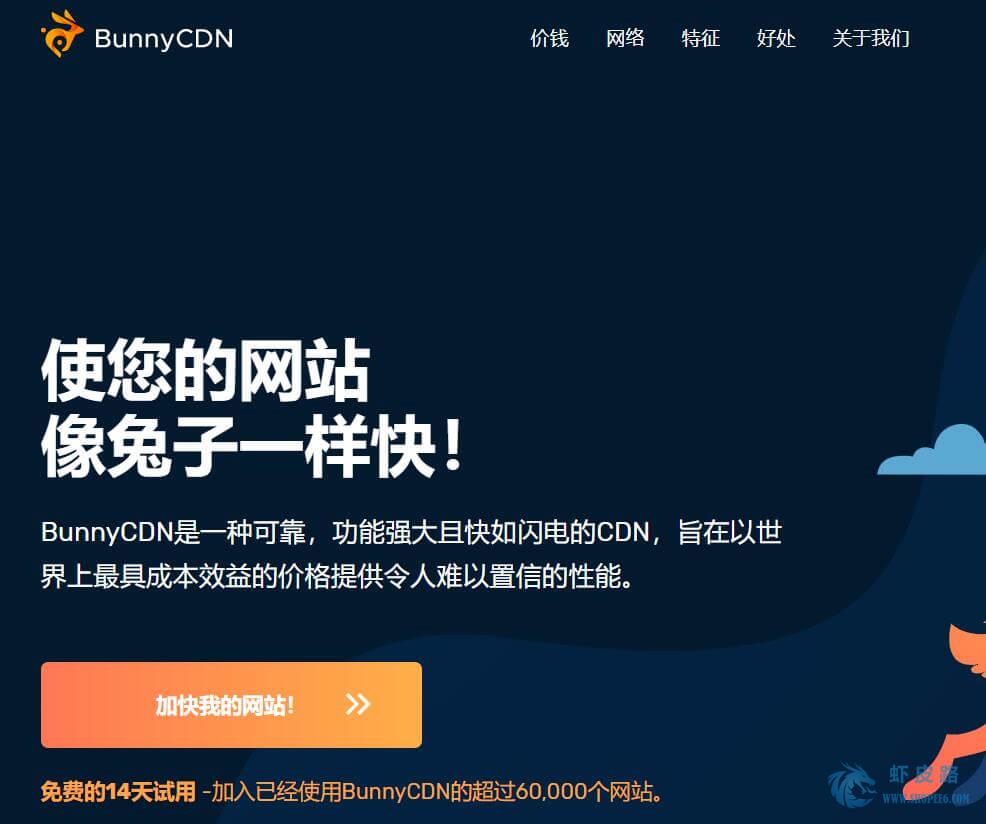 BunnyCDN
价钱 网络 特征 好处 关于我们
使您的网站
像兔子一样快！
BunnyCDN是一种可靠，功能强大且快如闪电的CDN，旨在以世
界上最具成本效益的价格提供令人难以置信的性能。
加快我的网站！
免费的14天试用 -加入已经使用BunnyCDN的超过60,000个网站。
虾皮路
WWW.SHOPEE6.COM